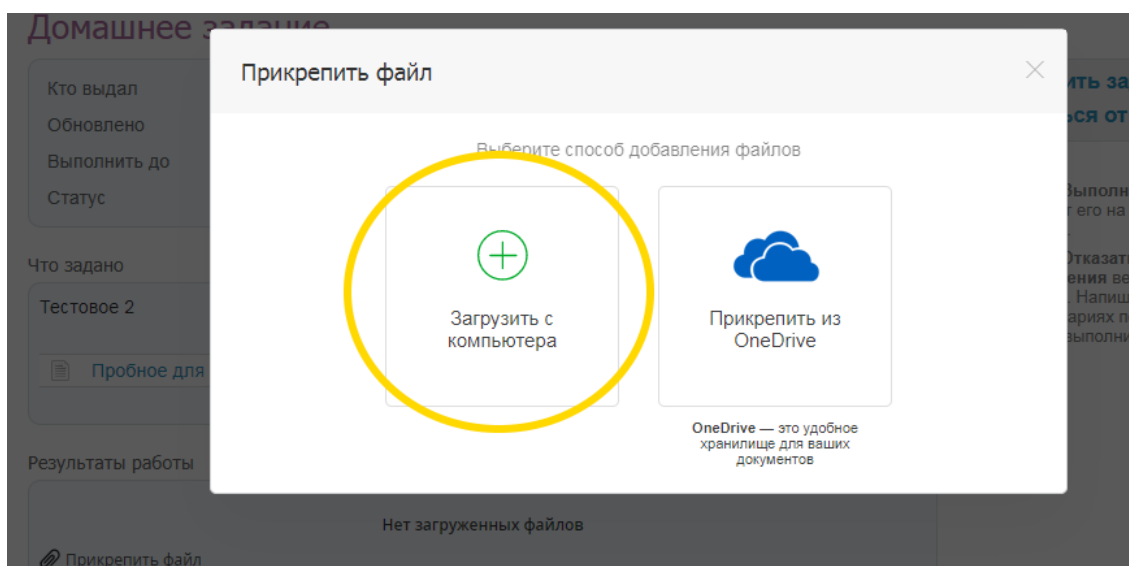 Домашнее задание
Прикрепить файл
Кто выдал
Обновлено
Выполнить до
Статус
Выберите способ добавления файлов
Загрузить с
компьютера
Прикрепить из
OneDrive
OneDrive — это удобное
хранилище для ваших
документов
Что задано
Тестовое 2
Пробное для
Результаты работы
Нет загруженных файлов
Прикрепить файл
его на